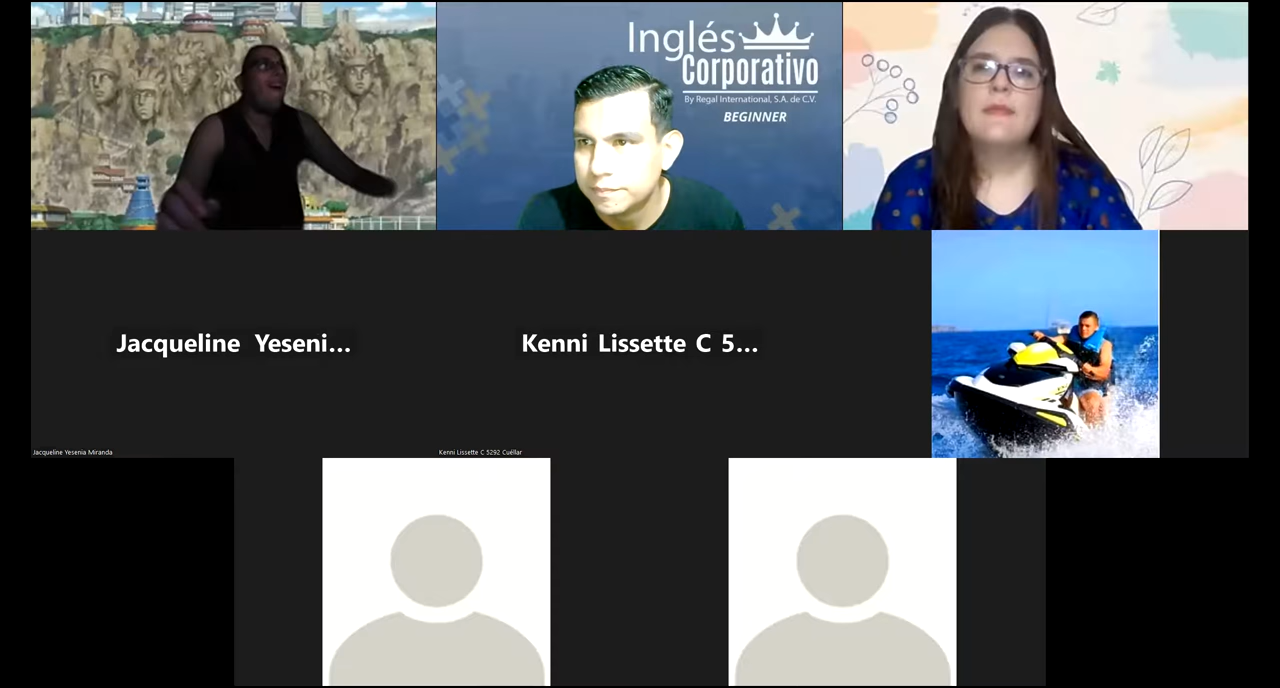 Inglés
Corporativo
By Regal International, S.A. de C.V.
BEGINNER
Jacqueline Yeseni...
Kenni Lissette C 5...
Jacqueline Yesenia Miranda
Kenni Lissette C 5292 Cuéllar